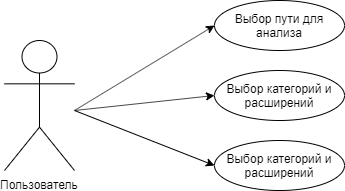 Выбор пути для
анализа
Выбор категорий и
расширений
Выбор категорий и
расширений
Пользователь